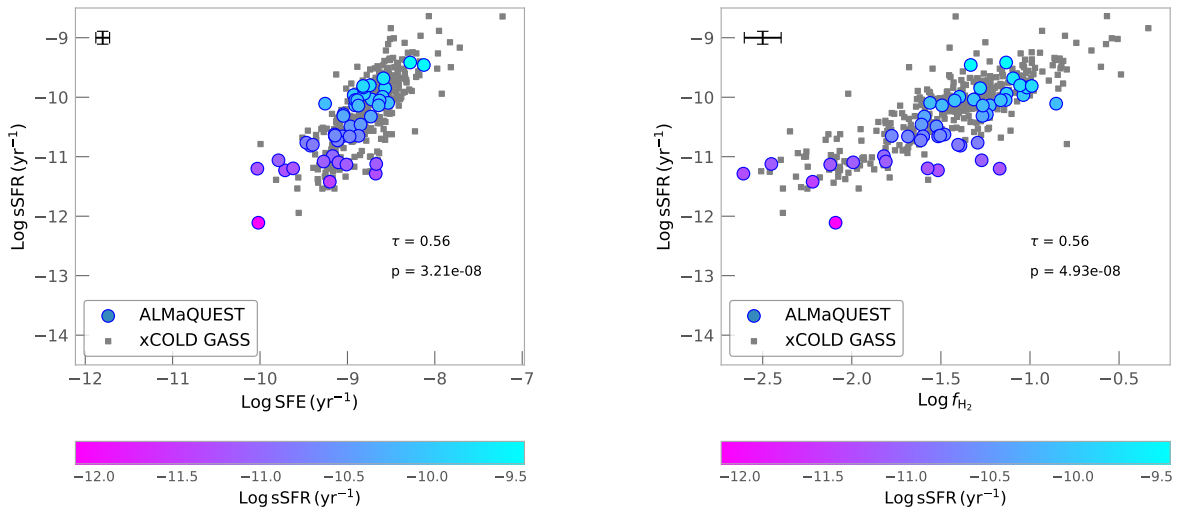 −9
−10
−11
−12
−13
−14
Log sSFR (yr⁻¹)
τ = 0.56
p = 3.21e-08
ALMaQUEST
xCOLD GASS
−12 −11 −10 −9 −8 −7
Log SFE (yr⁻¹)
−12.0 −11.5 −11.0 −10.5 −10.0 −9.5
Log sSFR (yr⁻¹)
−9
−10
−11
−12
−13
−14
Log sSFR (yr⁻¹)
τ = 0.56
p = 4.93e-08
ALMaQUEST
xCOLD GASS
−2.5 −2.0 −1.5 −1.0 −0.5
Log f_H₂
−12.0 −11.5 −11.0 −10.5 −10.0 −9.5
Log sSFR (yr⁻¹)